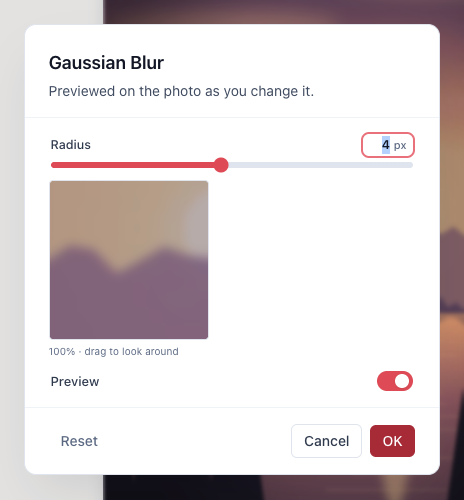 Gaussian Blur
Previewed on the photo as you change it.
Radius
4 px
100% · drag to look around
Preview
Reset
Cancel
OK